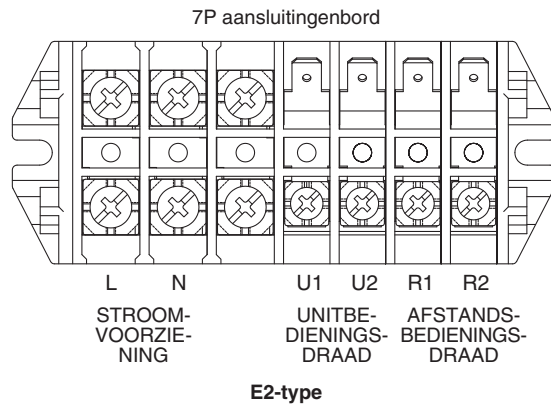 7P aansluitingenbord
L N U1 U2 R1 R2
STROOM-
VOORZIE-
NING
UNITBE-
DIENINGS-
DRAAD
AFSTANDS-
BEDIENINGS-
DRAAD
E2-type